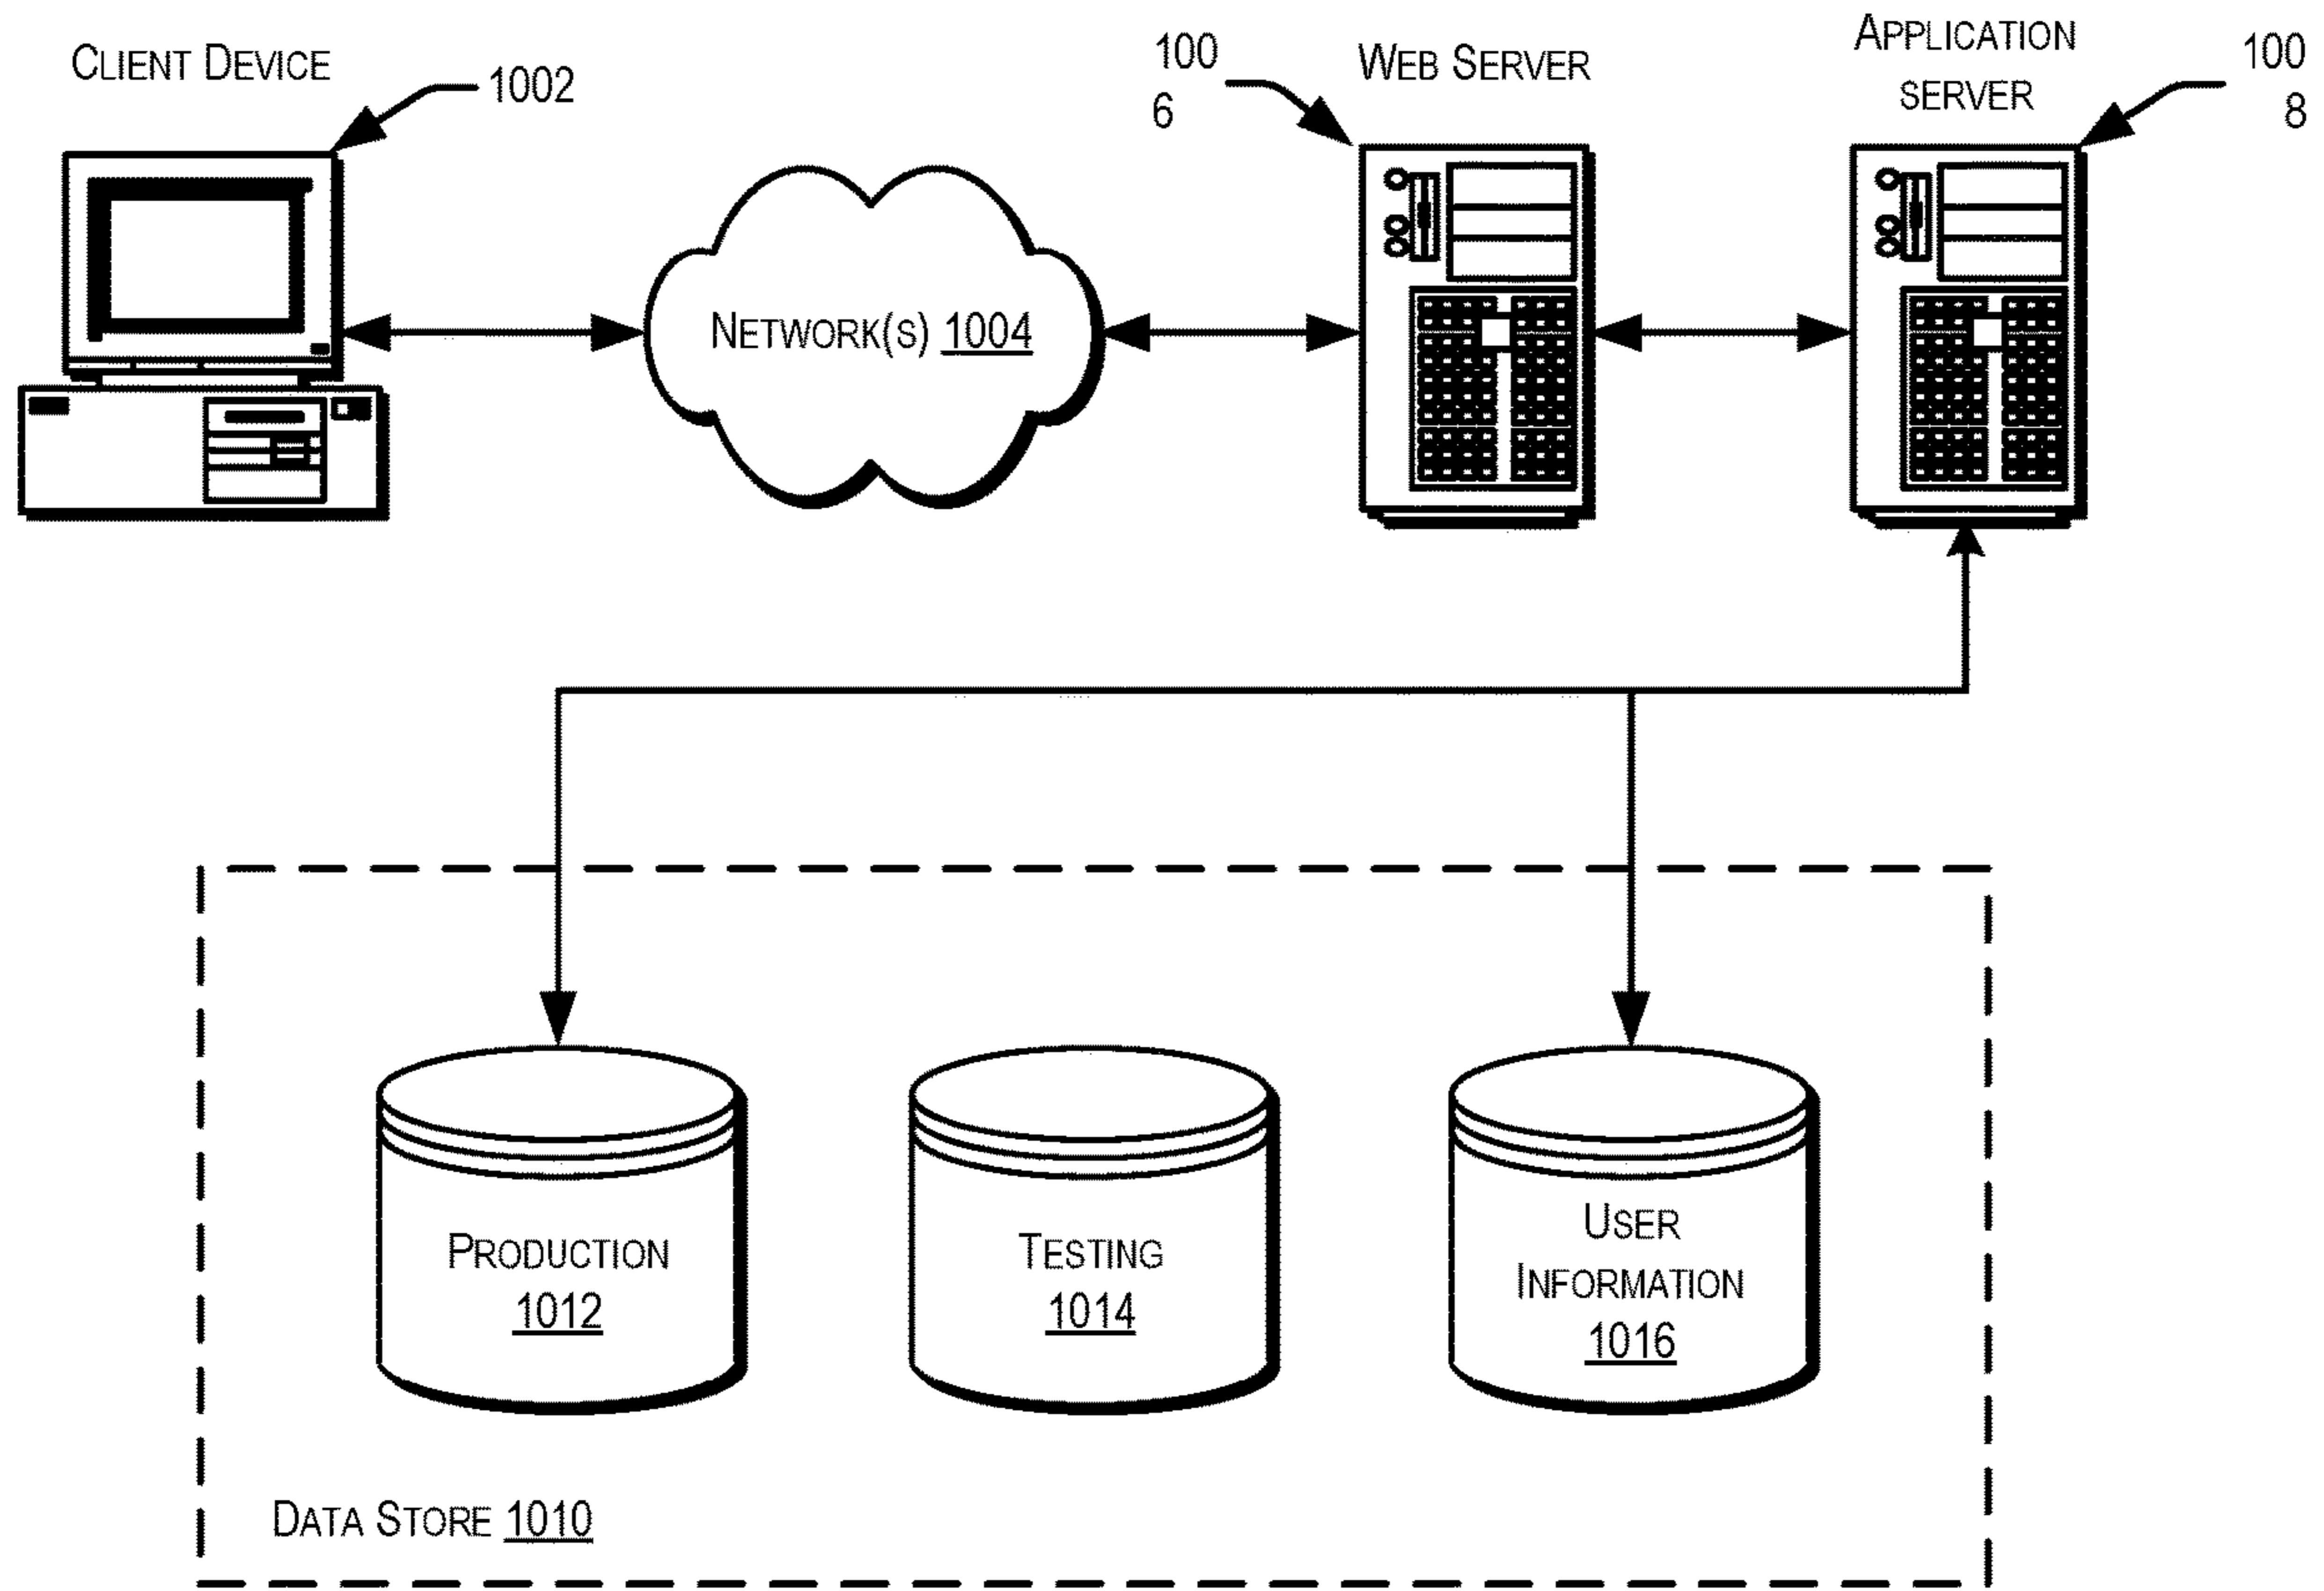 CLIENT DEVICE
1002
100
6
WEB SERVER
APPLICATION
SERVER
100
8
NETWORK(S) 1004
PRODUCTION
1012
TESTING
1014
USER
INFORMATION
1016
DATA STORE 1010